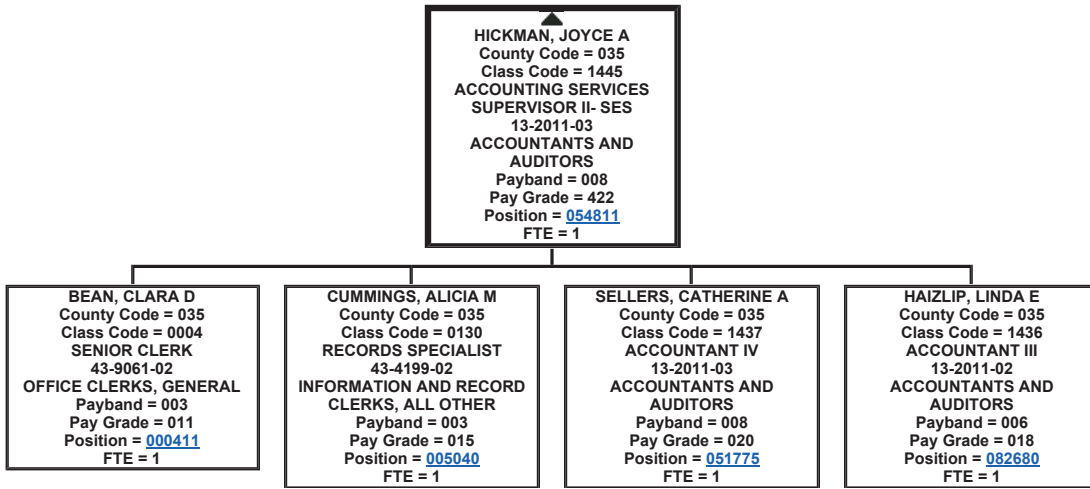 HICKMAN, JOYCE A
County Code = 035
Class Code = 1445
ACCOUNTING SERVICES
SUPERVISOR II- SES
13-2011-03
ACCOUNTANTS AND
AUDITORS
Payband = 008
Pay Grade = 422
Position = 054811
FTE = 1
BEAN, CLARA D
County Code = 035
Class Code = 0004
SENIOR CLERK
43-9061-02
OFFICE CLERKS, GENERAL
Payband = 003
Pay Grade = 011
Position = 000411
FTE = 1
CUMMINGS, ALICIA M
County Code = 035
Class Code = 0130
RECORDS SPECIALIST
43-4199-02
INFORMATION AND RECORD
CLERKS, ALL OTHER
Payband = 003
Pay Grade = 015
Position = 005040
FTE = 1
SELLERS, CATHERINE A
County Code = 035
Class Code = 1437
ACCOUNTANT IV
13-2011-03
ACCOUNTANTS AND
AUDITORS
Payband = 008
Pay Grade = 020
Position = 051775
FTE = 1
HAIZLIP, LINDA E
County Code = 035
Class Code = 1436
ACCOUNTANT III
13-2011-02
ACCOUNTANTS AND
AUDITORS
Payband = 006
Pay Grade = 018
Position = 082680
FTE = 1